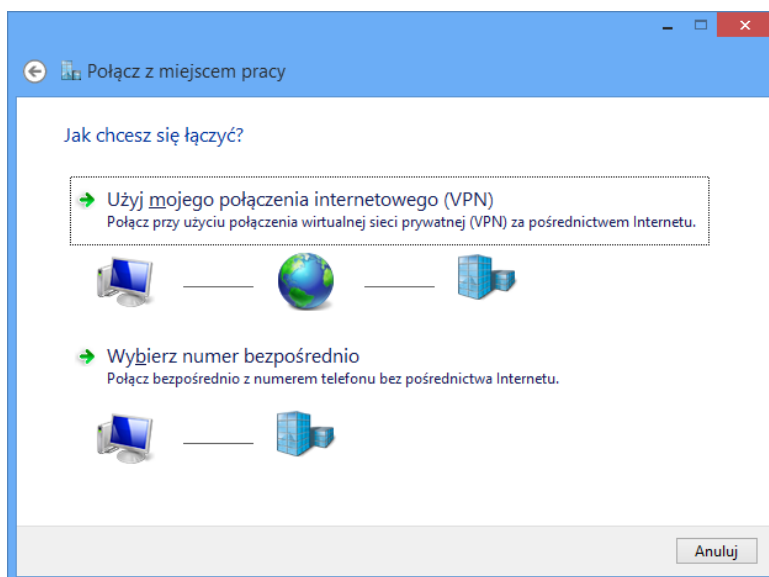 Połącz z miejscem pracy
Jak chcesz się łączyć?
Użyj mojego połączenia internetowego (VPN)
Połącz przy użyciu połączenia wirtualnej sieci prywatnej (VPN) za pośrednictwem Internetu.
Wybierz numer bezpośrednio
Połącz bezpośrednio z numerem telefonu bez pośrednictwa Internetu.
Anuluj